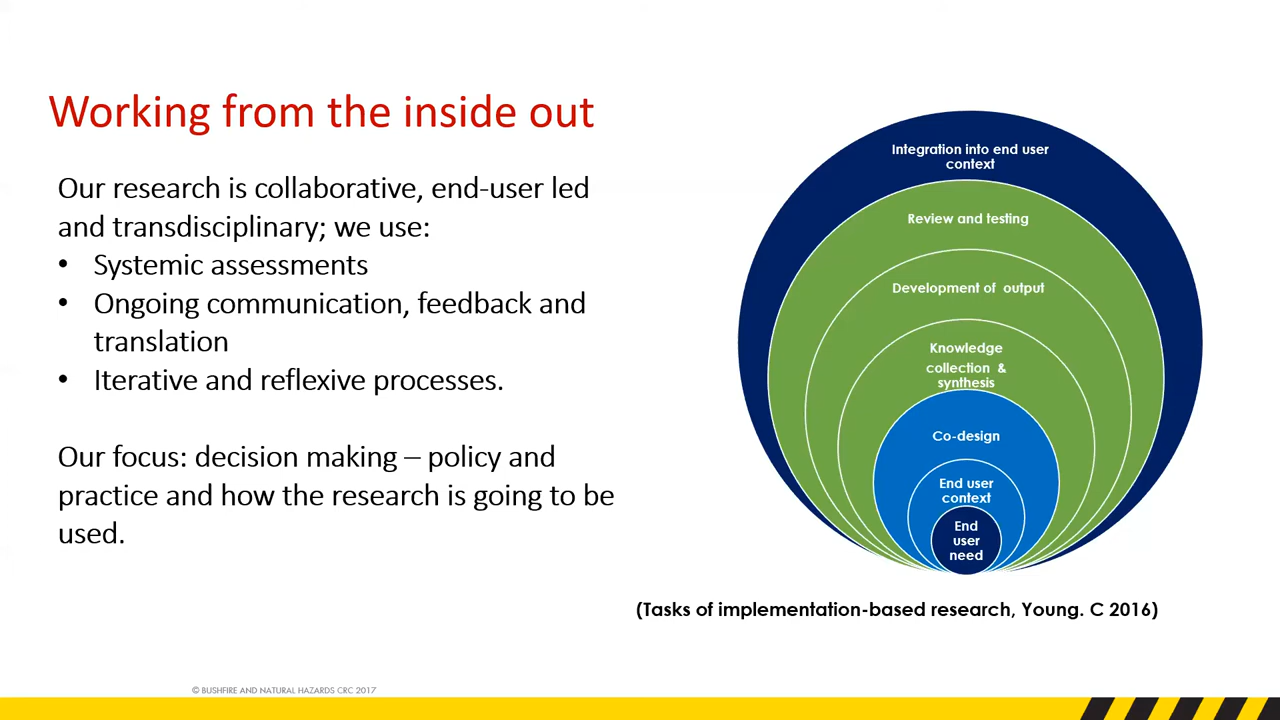 Working from the inside out
Our research is collaborative, end-user led
and transdisciplinary; we use:
• Systemic assessments
• Ongoing communication, feedback and
translation
• Iterative and reflexive processes.
Our focus: decision making – policy and
practice and how the research is going to be
used.
Integration into end user
context
Review and testing
Development of output
Knowledge
collection &
synthesis
Co-design
End user
context
End
user
need
(Tasks of implementation-based research, Young. C 2016)
© BUSHFIRE AND NATURAL HAZARDS CRC 2017